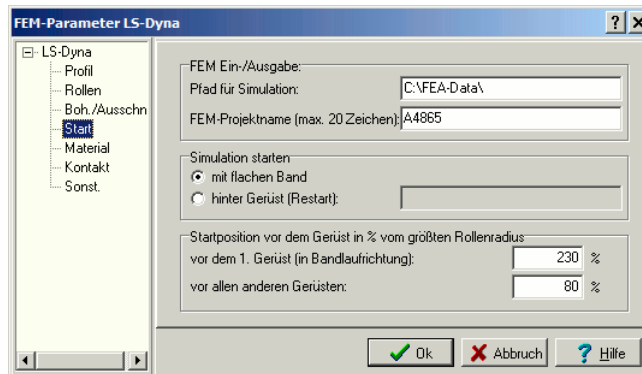 FEM-Parameter LS-Dyna
LS-Dyna
Profil
Rollen
Boh./Ausschn
Start
Material
Kontakt
Sonst.
FEM Ein-/Ausgabe:
Pfad für Simulation: C:\FEA-Data\
FEM-Projektname (max. 20 Zeichen): A4865
Simulation starten
mit flachen Band
hinter Gerüst (Restart):
Startposition vor dem Gerüst in % vom größten Rollenradius
vor dem 1. Gerüst (in Bandlaufrichtung): 230 %
vor allen anderen Gerüsten: 80 %
Ok Abbruch ? Hilfe